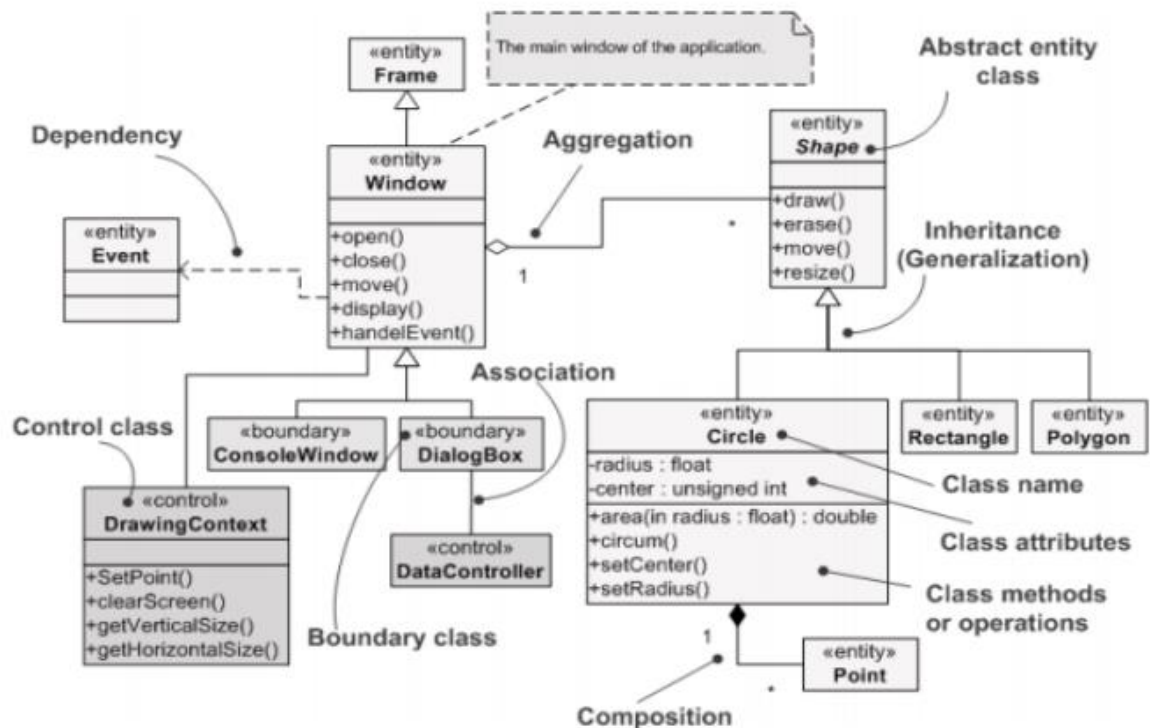 «entity»
Frame
The main window of the application.
Abstract entity
class
Dependency
«entity»
Window
+open()
+close()
+move()
+display()
+handelEvent()
Aggregation
1
*
«entity»
Shape
+draw()
+erase()
+move()
+resize()
«entity»
Event
Inheritance
(Generalization)
Association
Control class
«boundary»
ConsoleWindow
«boundary»
DialogBox
«entity»
Circle
-radius : float
-center : unsigned int
+area(in radius : float) : double
+circum()
+setCenter()
+setRadius()
«entity»
Rectangle
«entity»
Polygon
Class name
Class attributes
Class methods
or operations
«control»
DrawingContext
+SetPoint()
+clearScreen()
+getVerticalSize()
+getHorizontalSize()
«control»
DataController
Boundary class
1
*
«entity»
Point
Composition